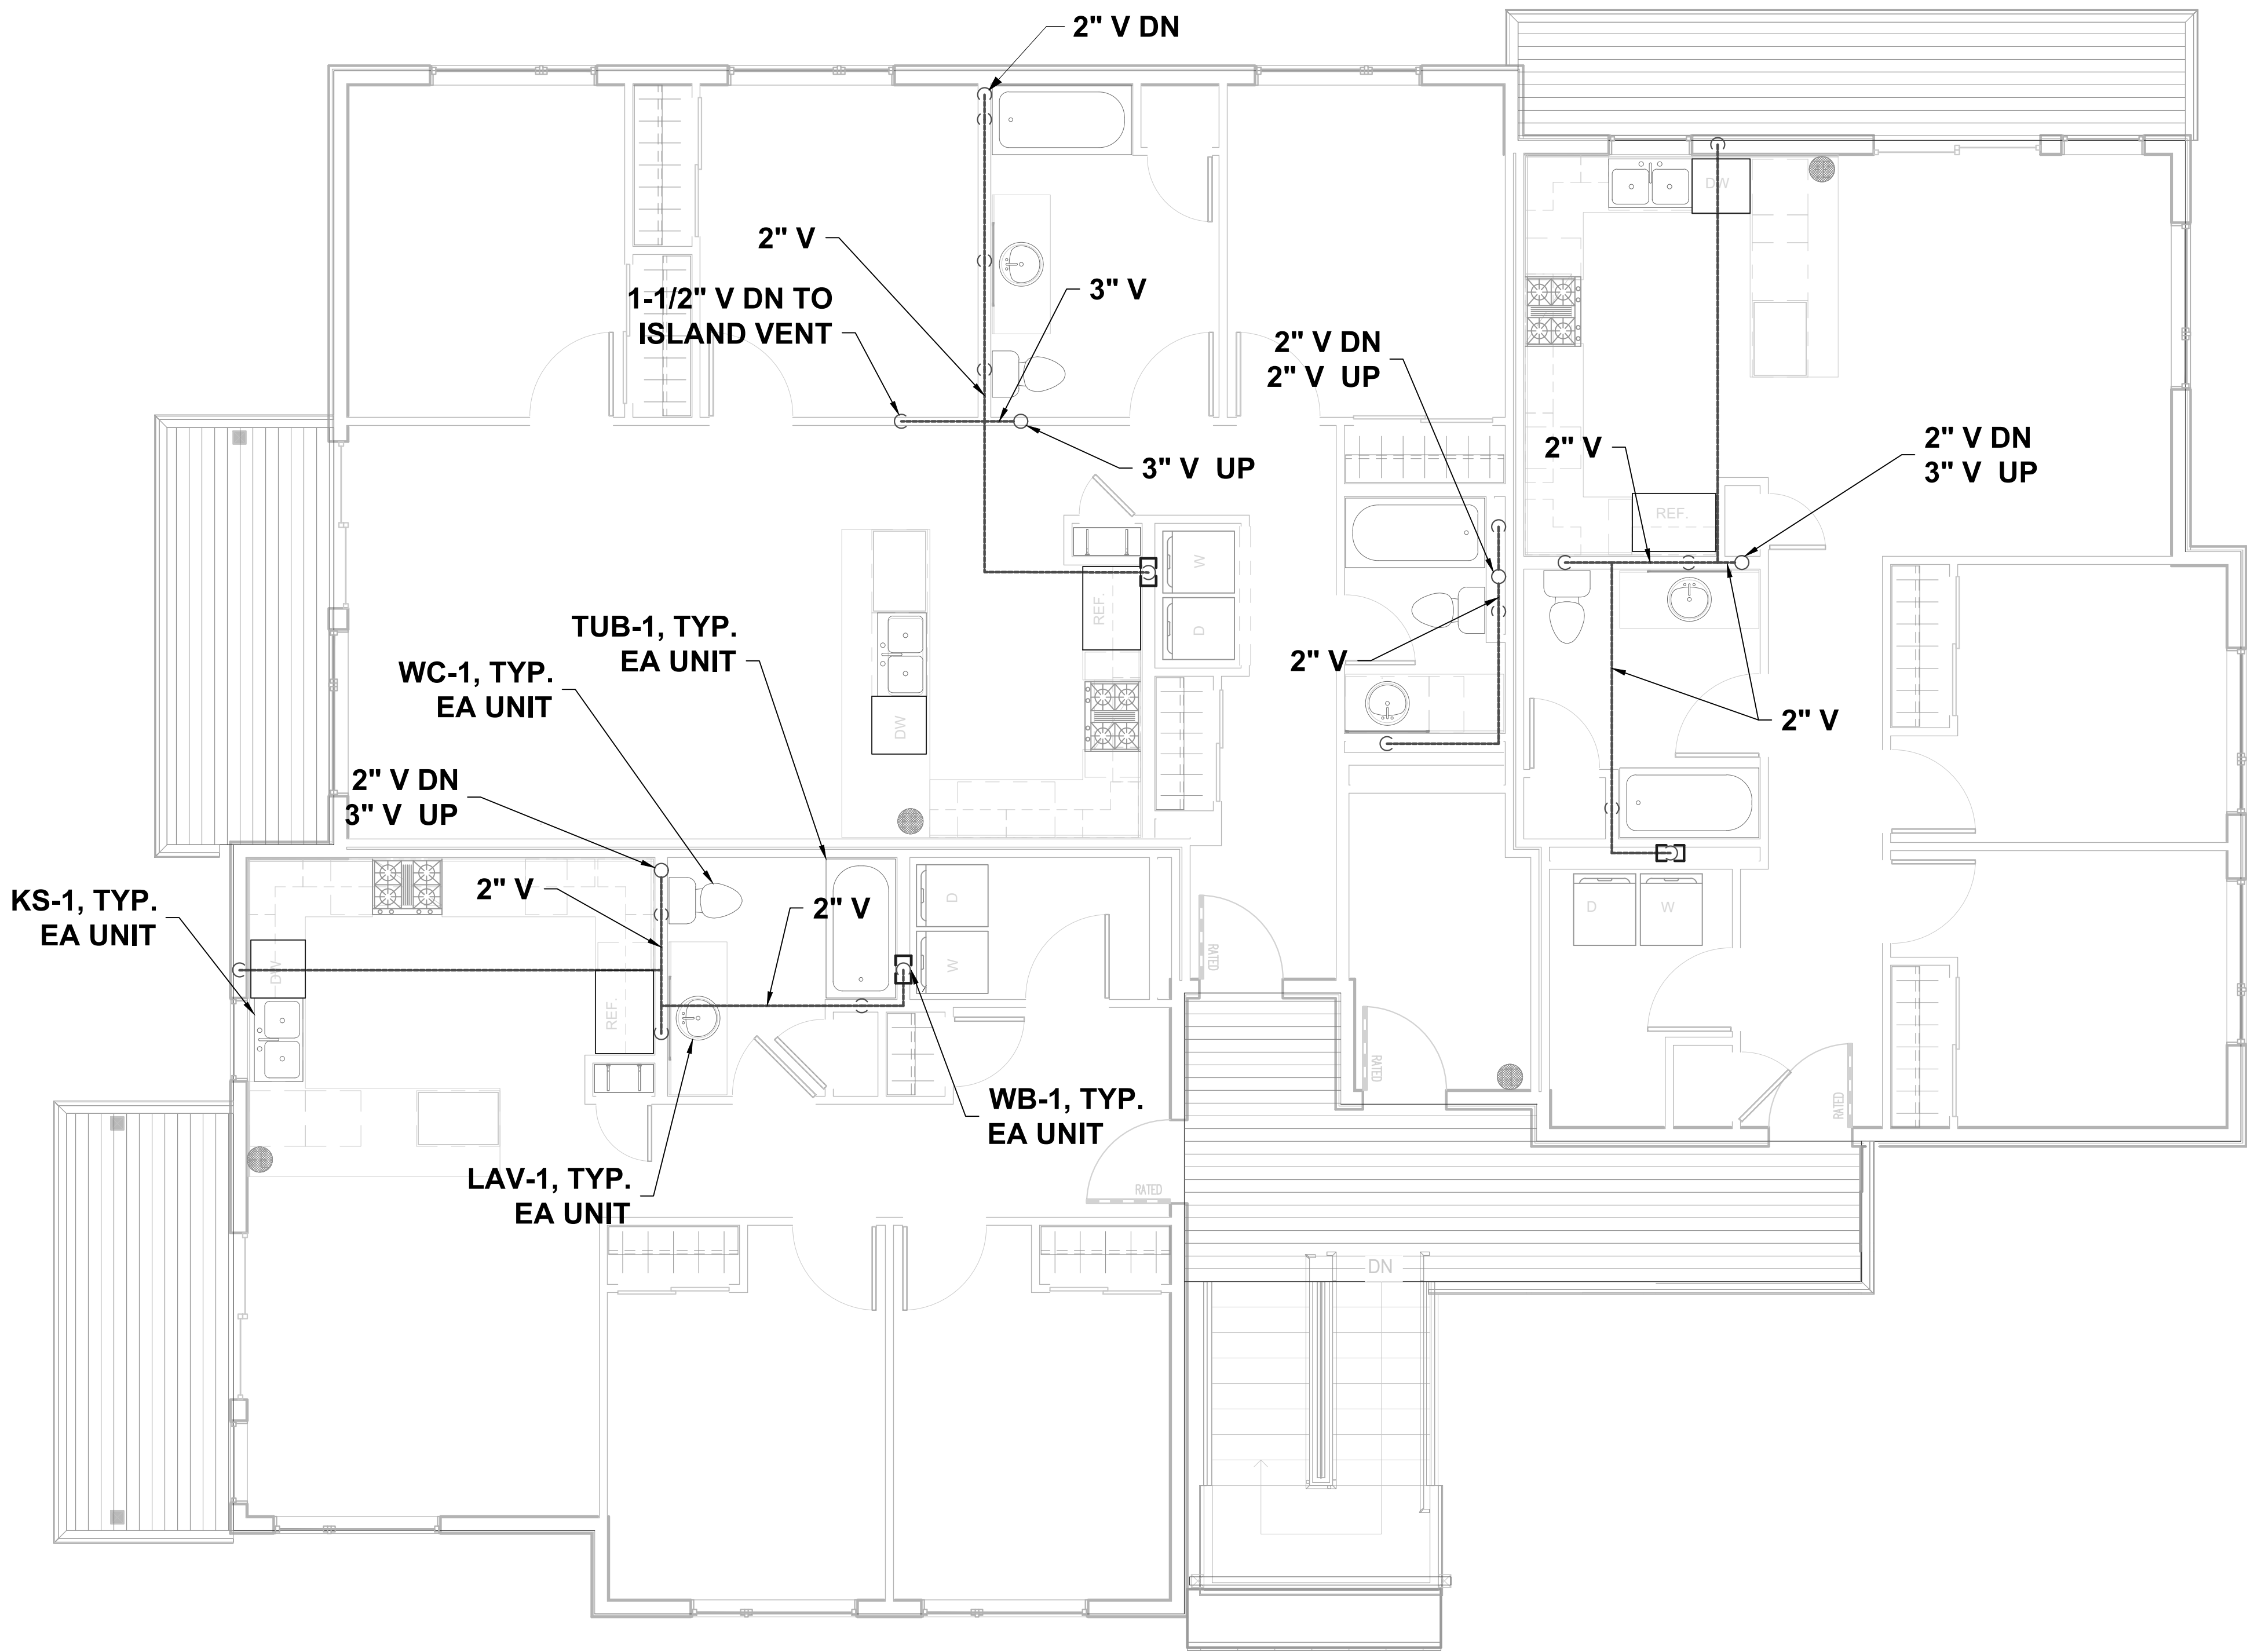 2" V DN
2" V
1-1/2" V DN TO
ISLAND VENT
3" V
3" V UP
2" V DN
2" V UP
2" V
2" V DN
3" V UP
DW
REF.
W
D
REF.
DW
2" V
2" V
TUB-1, TYP.
EA UNIT
WC-1, TYP.
EA UNIT
2" V DN
3" V UP
2" V
2" V
KS-1, TYP.
EA UNIT
DW
REF.
D
W
D
W
RATED
RATED
RATED
RATED
WB-1, TYP.
EA UNIT
LAV-1, TYP.
EA UNIT
DN